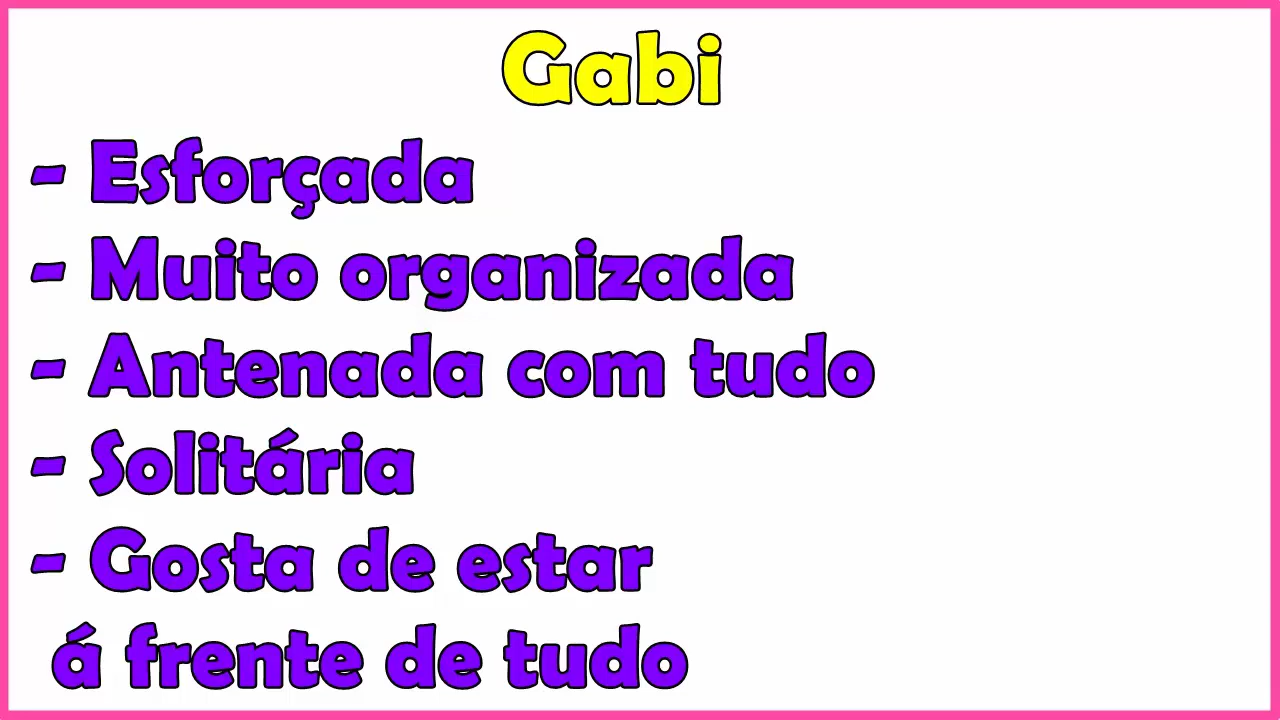 Gabi
- Esforçada
- Muito organizada
- Antenada com tudo
- Solitária
- Gosta de estar
á frente de tudo